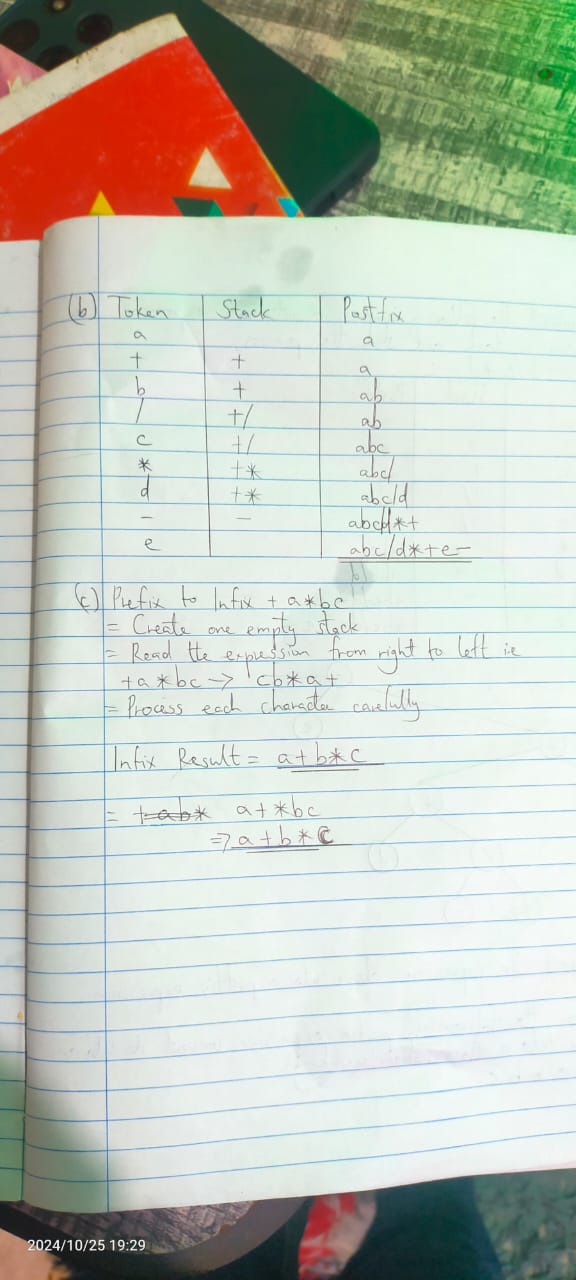 (b) Token Stack Postfix
a a
+ + a
b + ab
/ +/ ab
c +/ abc
* +* abc/
d +* abc/d
- - abc/d*+
e abc/d*+e-
(c) Prefix to Infix + a*bc
= Create one empty stack
= Read the expression from right to left i.e
+a*bc → cb*a+
= Process each character carefully
Infix Result = a+b*c
= +ab* a+*bc
⇒ a+b*c
2024/10/25 19:29